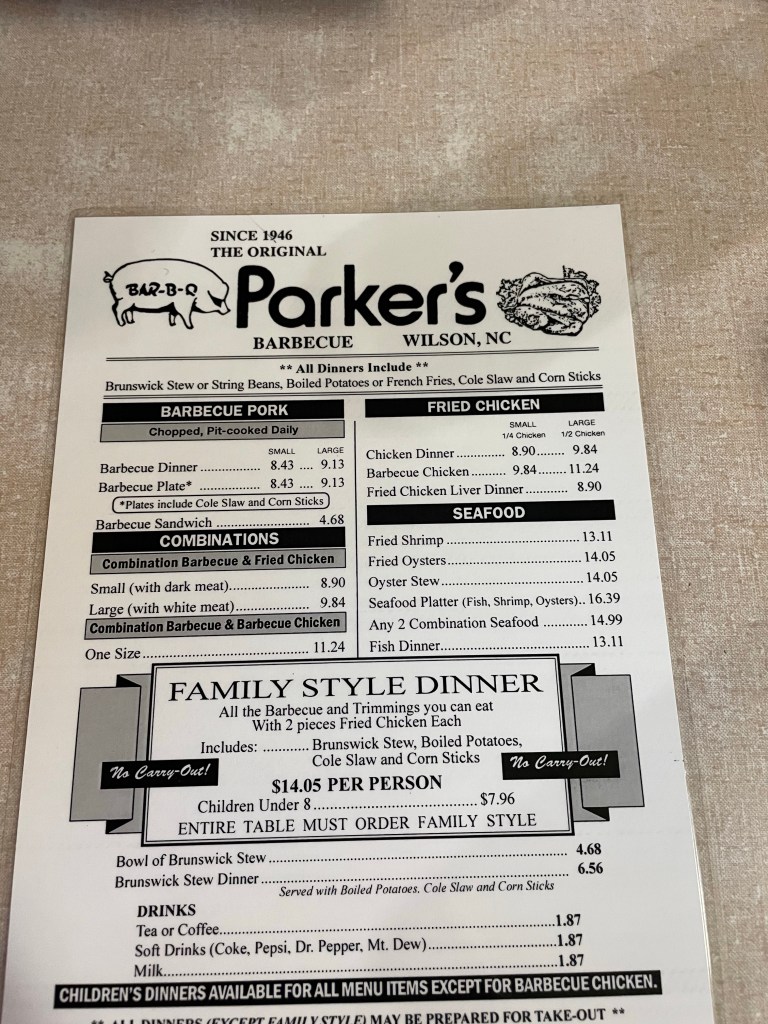 SINCE 1946
THE ORIGINAL
BAR-B-Q
Parker's
BARBECUE WILSON, NC
** All Dinners Include **
Brunswick Stew or String Beans, Boiled Potatoes or French Fries, Cole Slaw and Corn Sticks
BARBECUE PORK
Chopped, Pit-cooked Daily
SMALL LARGE
Barbecue Dinner ................ 8.43 .... 9.13
Barbecue Plate* ................ 8.43 .... 9.13
*Plates include Cole Slaw and Corn Sticks
Barbecue Sandwich ........................ 4.68
COMBINATIONS
Combination Barbecue & Fried Chicken
Small (with dark meat)...................... 8.90
Large (with white meat)..................... 9.84
Combination Barbecue & Barbecue Chicken
One Size.......................................... 11.24
FRIED CHICKEN
SMALL LARGE
1/4 Chicken 1/2 Chicken
Chicken Dinner ............. 8.90........ 9.84
Barbecue Chicken ......... 9.84........ 11.24
Fried Chicken Liver Dinner ............ 8.90
SEAFOOD
Fried Shrimp ..................................... 13.11
Fried Oysters..................................... 14.05
Oyster Stew....................................... 14.05
Seafood Platter (Fish, Shrimp, Oysters).. 16.39
Any 2 Combination Seafood ............ 14.99
Fish Dinner........................................ 13.11
FAMILY STYLE DINNER
All the Barbecue and Trimmings you can eat
With 2 pieces Fried Chicken Each
Includes: ............ Brunswick Stew, Boiled Potatoes,
Cole Slaw and Corn Sticks
No Carry-Out!
No Carry-Out!
$14.05 PER PERSON
Children Under 8........................................ $7.96
ENTIRE TABLE MUST ORDER FAMILY STYLE
Bowl of Brunswick Stew........................................................................ 4.68
Brunswick Stew Dinner......................................................................... 6.56
Served with Boiled Potatoes, Cole Slaw and Corn Sticks
DRINKS
Tea or Coffee.................................................................................1.87
Soft Drinks (Coke, Pepsi, Dr. Pepper, Mt. Dew)................................1.87
Milk................................................................................................1.87
CHILDREN'S DINNERS AVAILABLE FOR ALL MENU ITEMS EXCEPT FOR BARBECUE CHICKEN.
** ALL DINNERS (EXCEPT FAMILY STYLE) MAY BE PREPARED FOR TAKE-OUT **